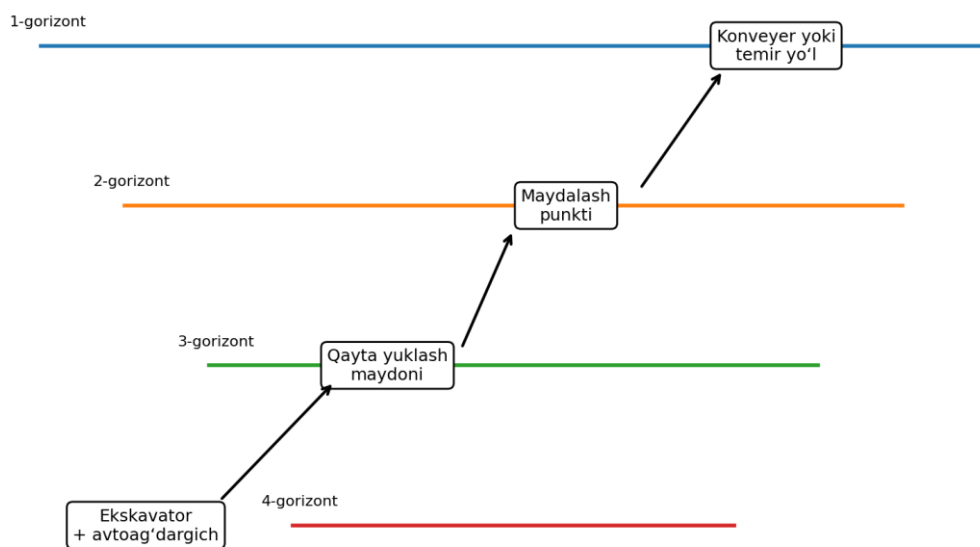 1-gorizont
Konveyer yoki
temir yo‘l
2-gorizont
Maydalash
punkti
3-gorizont
Qayta yuklash
maydoni
4-gorizont
Ekskavator
+ avtoag‘dargich